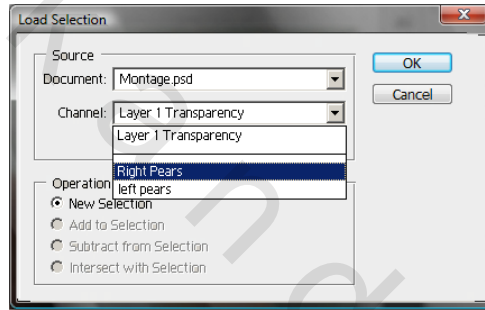 Load Selection
Source
Document: Montage.psd
Channel: Layer 1 Transparency
Layer 1 Transparency
Right Pears
left pears
Operation
New Selection
Add to Selection
Subtract from Selection
Intersect with Selection
OK
Cancel